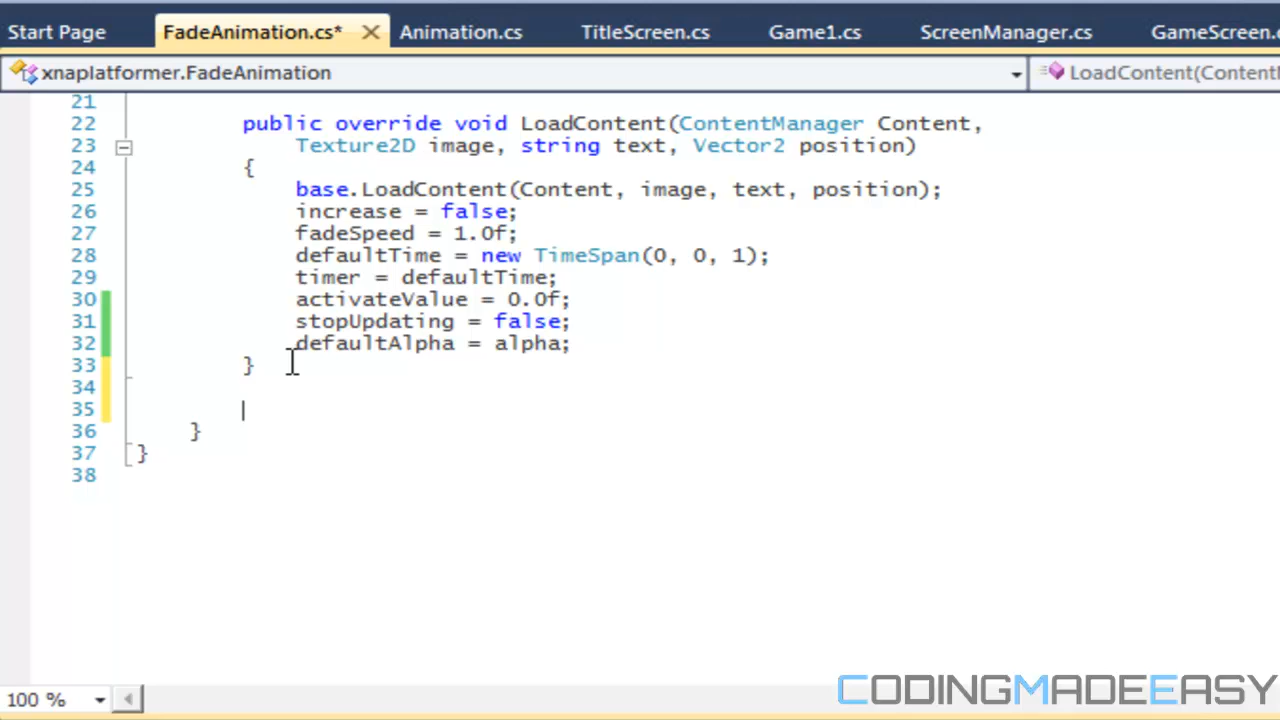 Start Page FadeAnimation.cs* Animation.cs TitleScreen.cs Game1.cs ScreenManager.cs GameScreen.c
xnaplatformer.FadeAnimation LoadContent(Content
21
22 public override void LoadContent(ContentManager Content,
23 Texture2D image, string text, Vector2 position)
24 {
25 base.LoadContent(Content, image, text, position);
26 increase = false;
27 fadeSpeed = 1.0f;
28 defaultTime = new TimeSpan(0, 0, 1);
29 timer = defaultTime;
30 activateValue = 0.0f;
31 stopUpdating = false;
32 defaultAlpha = alpha;
33 }
34
35
36 }
37 }
38
100 %
CODINGMADEEASY